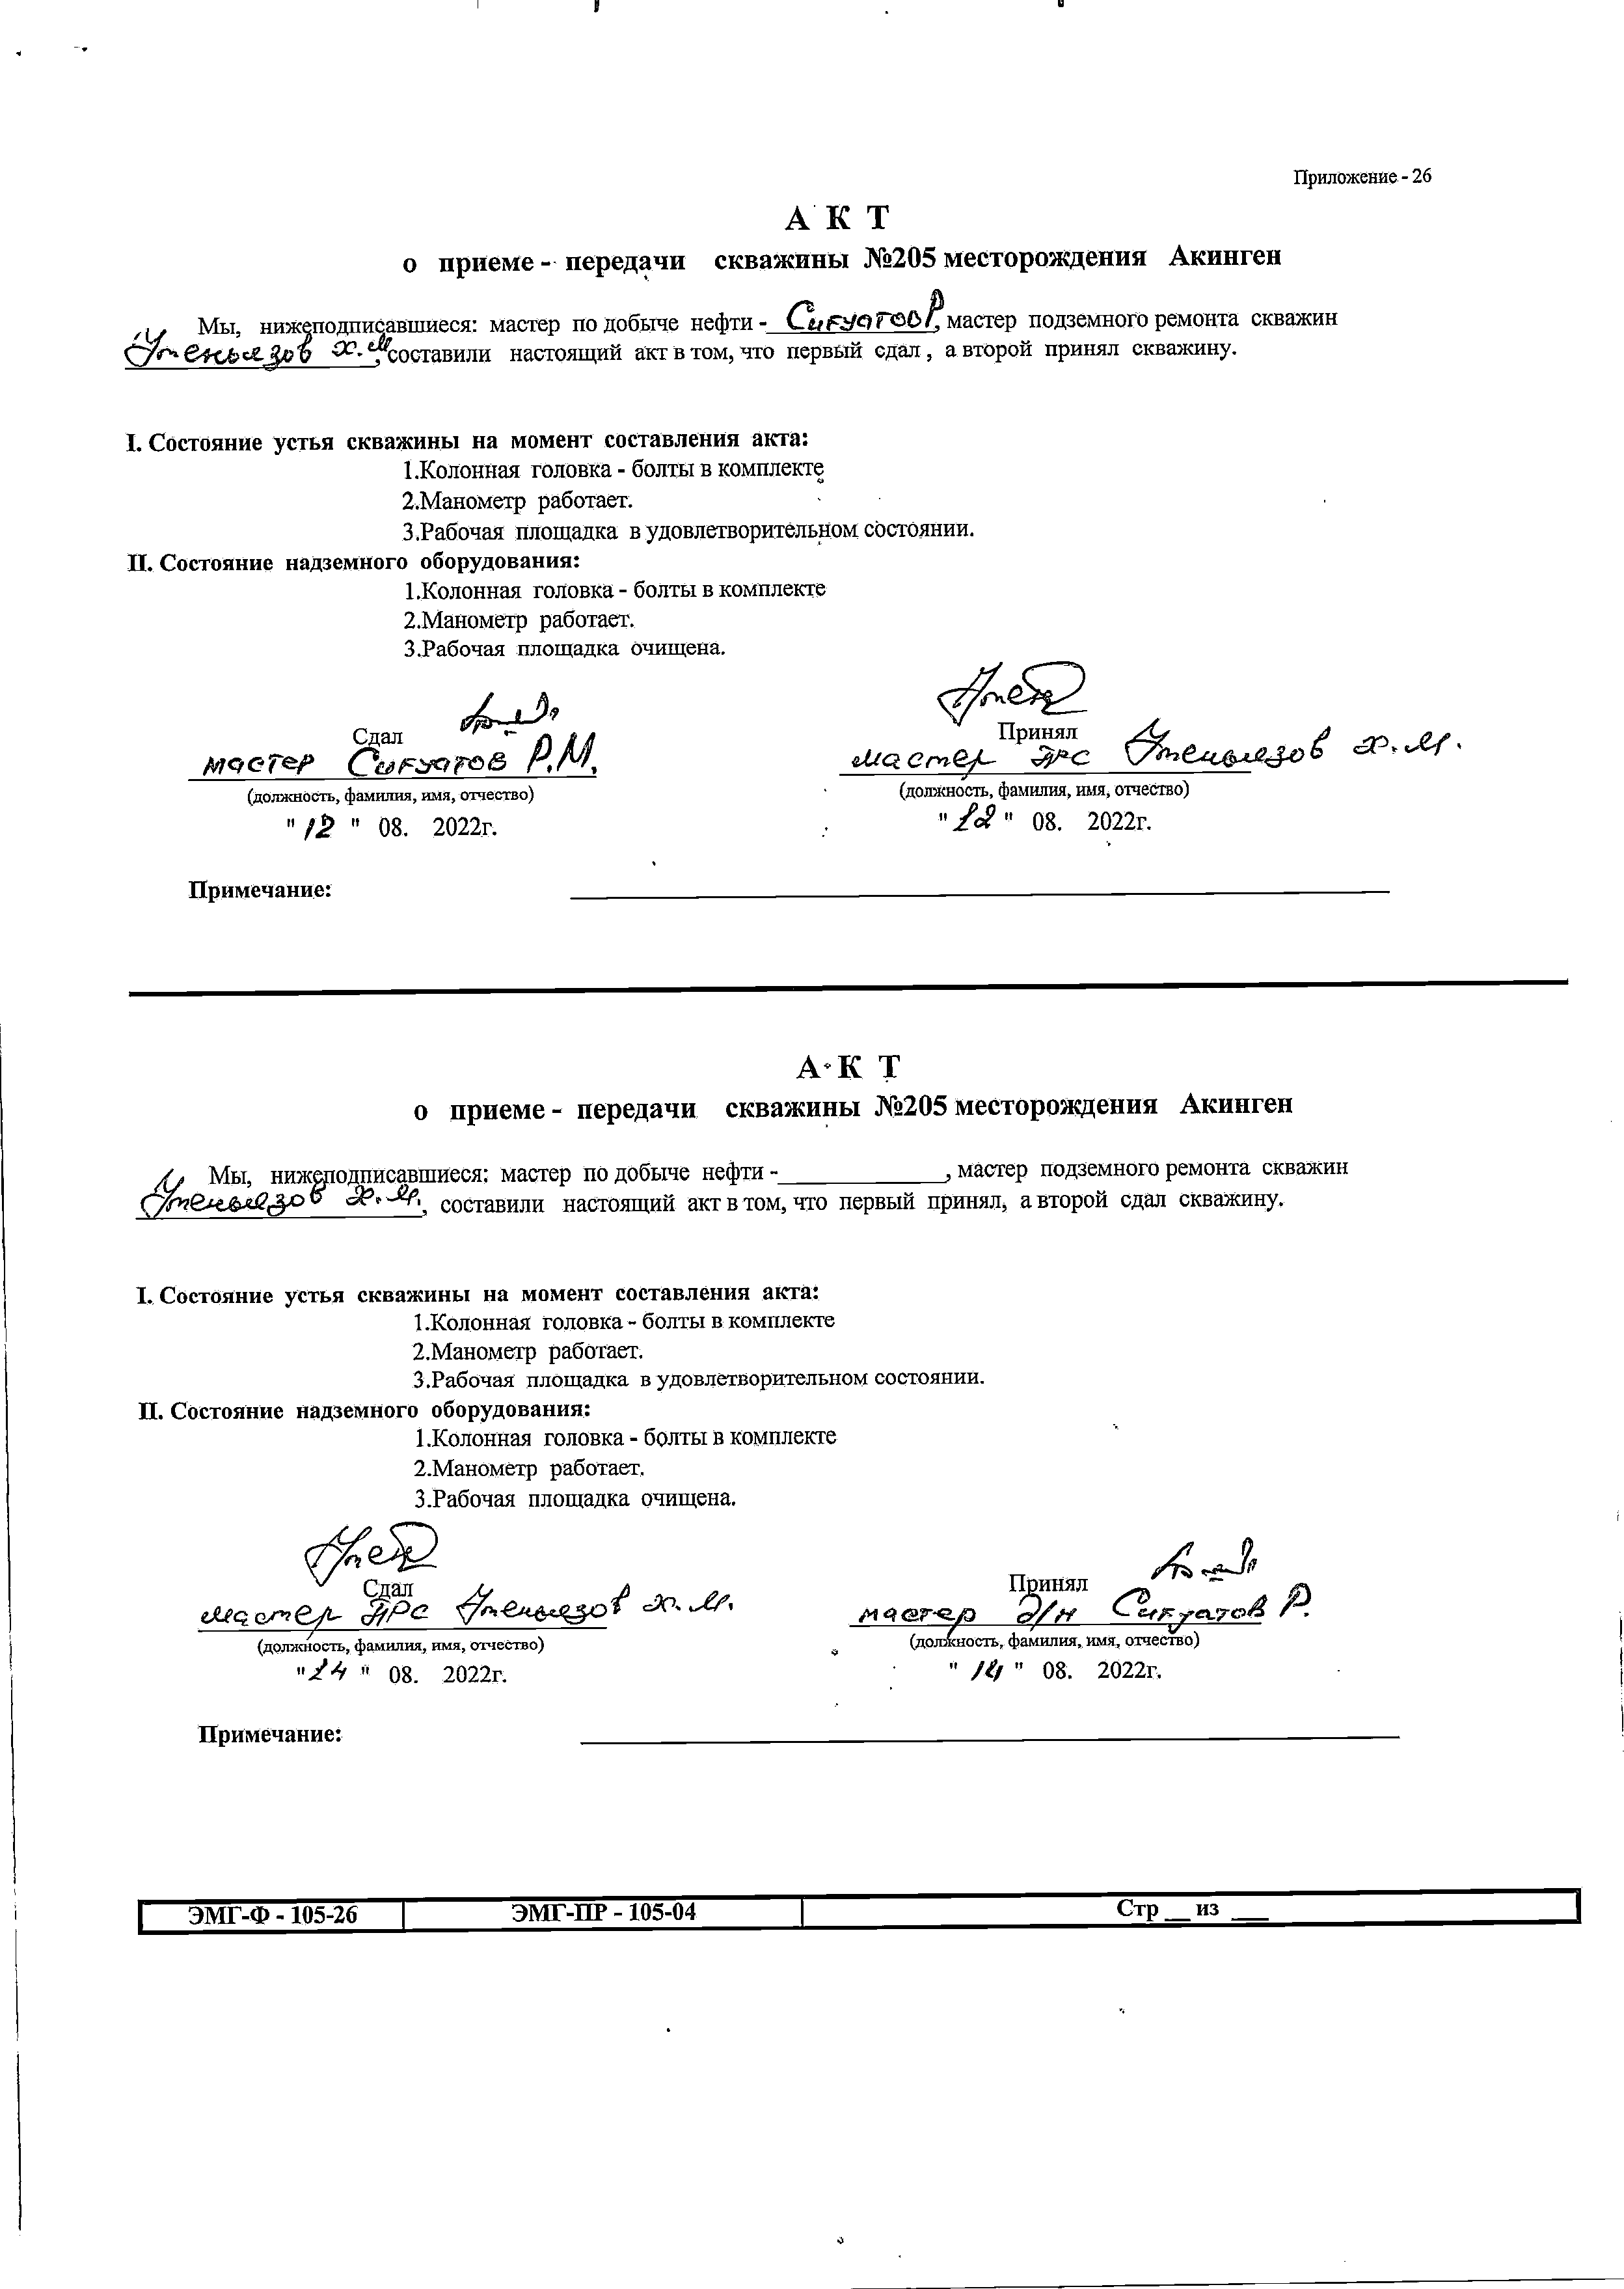 Приложение - 26
А К Т
о приеме - передачи скважины №205 месторождения Акинген
Мы, нижеподписавшиеся: мастер по добыче нефти - Сигуатов Р, мастер подземного ремонта скважин
Утеньязов Х.М, составили настоящий акт в том, что первый сдал , а второй принял скважину.
I. Состояние устья скважины на момент составления акта:
1.Колонная головка - болты в комплекте
2.Манометр работает.
3.Рабочая площадка в удовлетворительном состоянии.
II. Состояние надземного оборудования:
1.Колонная головка - болты в комплекте
2.Манометр работает.
3.Рабочая площадка очищена.
Сдал Принял
мастер Сигуатов Р.М. мастер ПРС Утеньязов Х.М.
(должность, фамилия, имя, отчество) (должность, фамилия, имя, отчество)
" 12 " 08. 2022г. " 12 " 08. 2022г.
Примечание:
А К Т
о приеме - передачи скважины №205 месторождения Акинген
Мы, нижеподписавшиеся: мастер по добыче нефти - , мастер подземного ремонта скважин
Утеньязов Х.М., составили настоящий акт в том, что первый принял, а второй сдал скважину.
I. Состояние устья скважины на момент составления акта:
1.Колонная головка - болты в комплекте
2.Манометр работает.
3.Рабочая площадка в удовлетворительном состоянии.
II. Состояние надземного оборудования:
1.Колонная головка - болты в комплекте
2.Манометр работает.
3.Рабочая площадка очищена.
Сдал Принял
мастер ПРС Утеньязов Х.М. мастер д/н Сигуатов Р.
(должность, фамилия, имя, отчество) (должность, фамилия, имя, отчество)
" 14 " 08. 2022г. " 14 " 08. 2022г.
Примечание:
ЭМГ-Ф - 105-26 ЭМГ-ПР - 105-04 Стр __ из ___